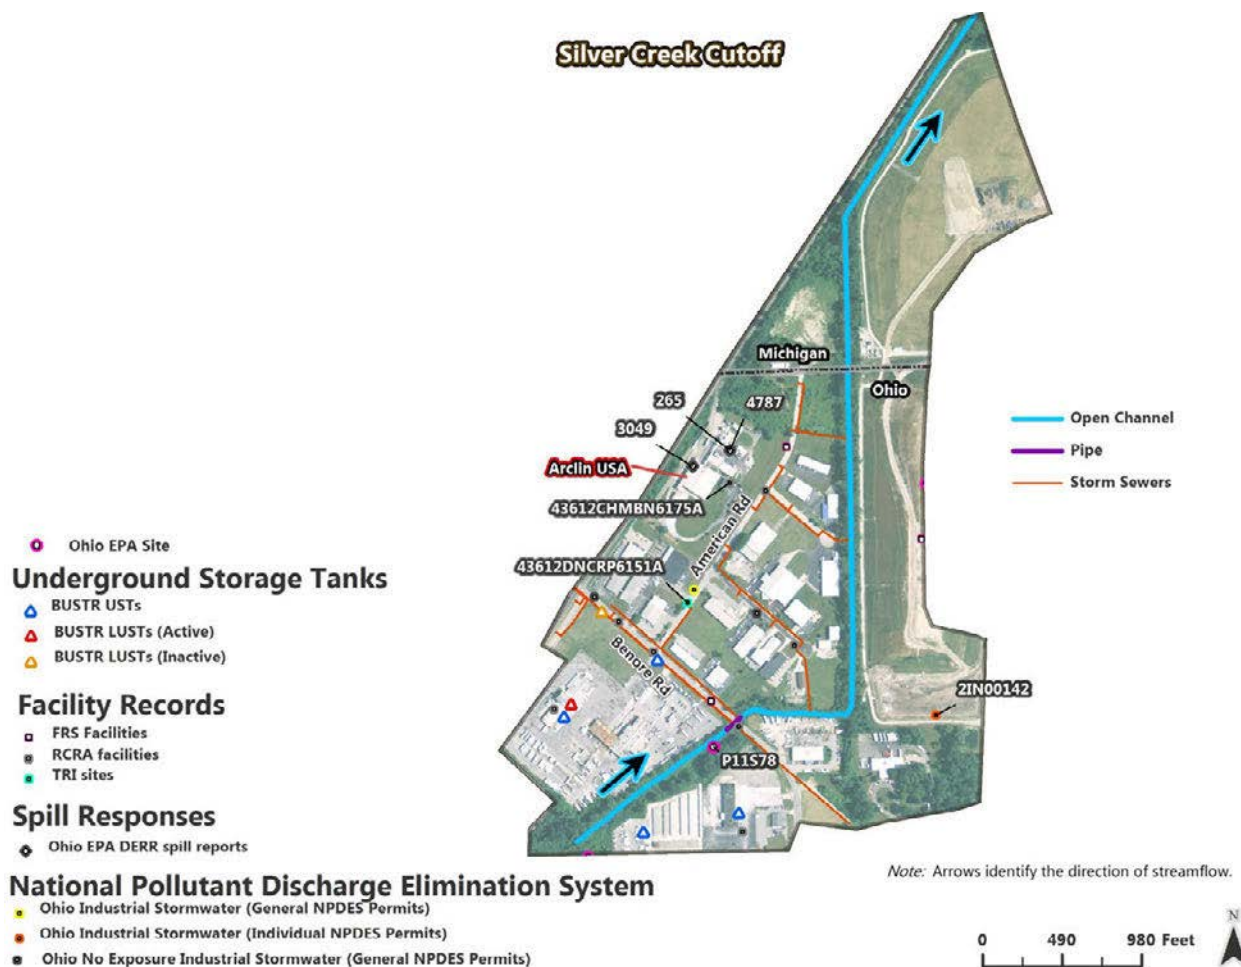 Silver Creek Cutoff
Michigan
Ohio
265
4787
3049
Arclin USA
43612CHMBN6175A
American Rd
43612DNCRP6151A
Benore Rd
2IN00142
P11S78
Open Channel
Pipe
Storm Sewers
Ohio EPA Site
Underground Storage Tanks
BUSTR USTs
BUSTR LUSTs (Active)
BUSTR LUSTs (Inactive)
Facility Records
FRS Facilities
RCRA facilities
TRI sites
Spill Responses
Ohio EPA DERR spill reports
National Pollutant Discharge Elimination System
Ohio Industrial Stormwater (General NPDES Permits)
Ohio Industrial Stormwater (Individual NPDES Permits)
Ohio No Exposure Industrial Stormwater (General NPDES Permits)
Note: Arrows identify the direction of streamflow.
N
0 490 980 Feet